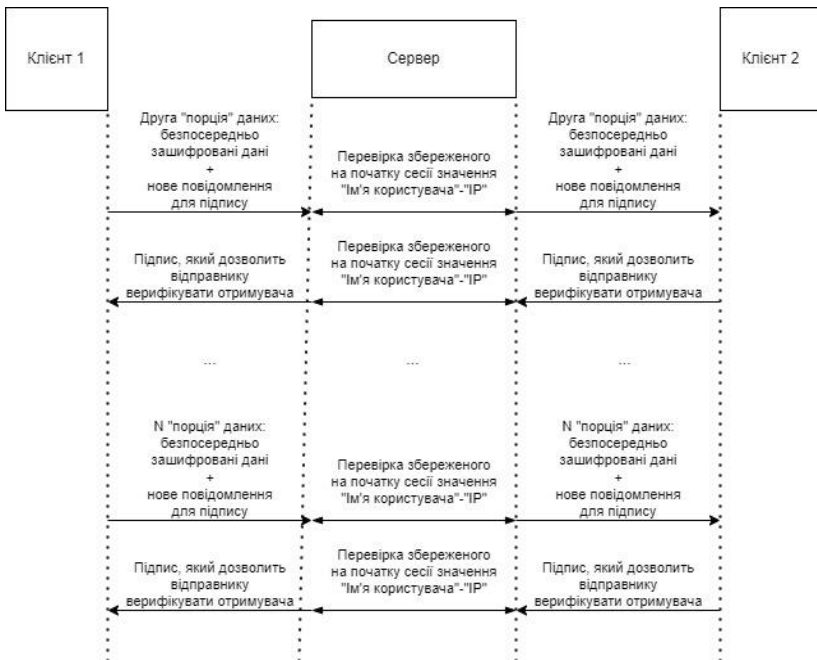 Клієнт 1
Сервер
Клієнт 2
Друга "порція" даних:
безпосередньо
зашифровані дані
+
нове повідомлення
для підпису
Перевірка збереженого
на початку сесії значення
"Ім'я користувача"-"IP"
Друга "порція" даних:
безпосередньо
зашифровані дані
+
нове повідомлення
для підпису
Підпис, який дозволить
відправнику
верифікувати отримувача
Перевірка збереженого
на початку сесії значення
"Ім'я користувача"-"IP"
Підпис, який дозволить
відправнику
верифікувати отримувача
...
...
...
N "порція" даних:
безпосередньо
зашифровані дані
+
нове повідомлення
для підпису
Перевірка збереженого
на початку сесії значення
"Ім'я користувача"-"IP"
N "порція" даних:
безпосередньо
зашифровані дані
+
нове повідомлення
для підпису
Підпис, який дозволить
відправнику
верифікувати отримувача
Перевірка збереженого
на початку сесії значення
"Ім'я користувача"-"IP"
Підпис, який дозволить
відправнику
верифікувати отримувача